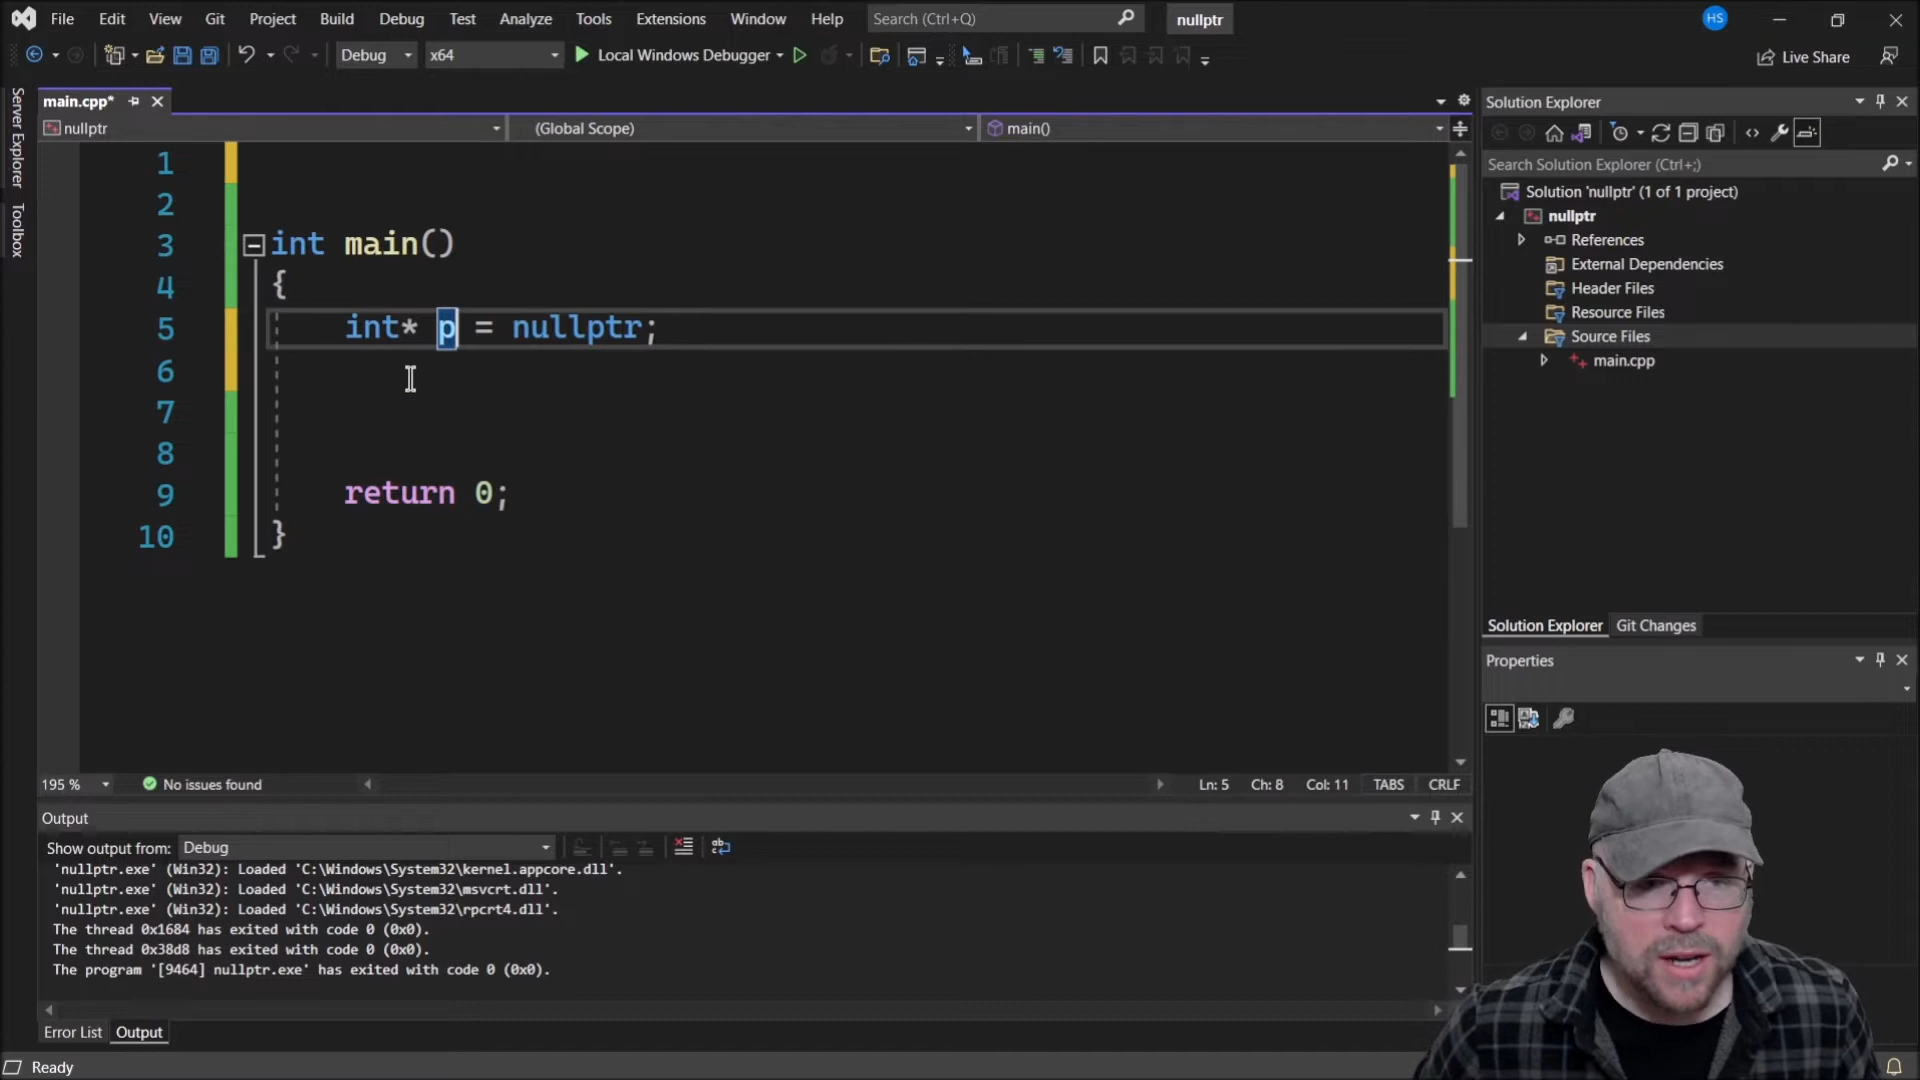 File Edit View Git Project Build Debug Test Analyze Tools Extensions Window Help Search (Ctrl+Q) nullptr HS
Debug x64 Local Windows Debugger Live Share
Server Explorer
Toolbox
main.cpp*
nullptr (Global Scope) main()
1
2
3 int main()
4 {
5 int* p = nullptr;
6
7
8
9 return 0;
10 }
195 % No issues found Ln: 5 Ch: 8 Col: 11 TABS CRLF
Output
Show output from: Debug
'nullptr.exe' (Win32): Loaded 'C:\Windows\System32\kernel.appcore.dll'.
'nullptr.exe' (Win32): Loaded 'C:\Windows\System32\msvcrt.dll'.
'nullptr.exe' (Win32): Loaded 'C:\Windows\System32\rpcrt4.dll'.
The thread 0x1684 has exited with code 0 (0x0).
The thread 0x38d8 has exited with code 0 (0x0).
The program '[9464] nullptr.exe' has exited with code 0 (0x0).
Error List Output
Ready
Solution Explorer
Search Solution Explorer (Ctrl+;)
Solution 'nullptr' (1 of 1 project)
nullptr
References
External Dependencies
Header Files
Resource Files
Source Files
main.cpp
Solution Explorer Git Changes
Properties